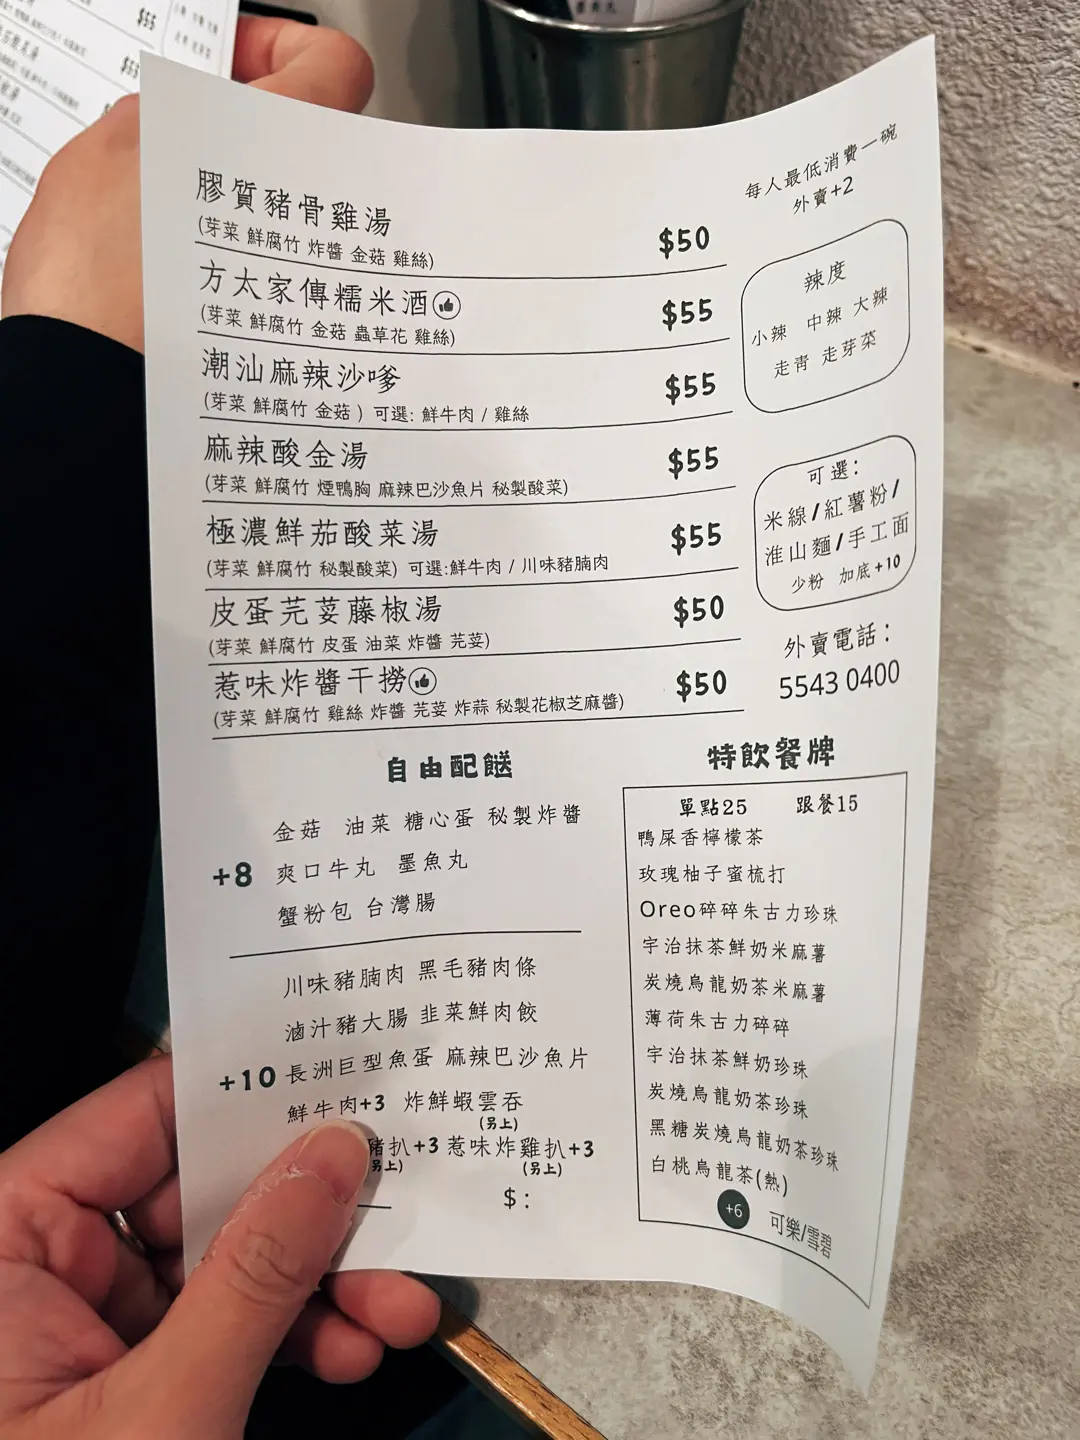 $55
$55
膠質豬骨雞湯
(芽菜 鮮腐竹 炸醬 金菇 雞絲)
$50
方太家傳糯米酒
(芽菜 鮮腐竹 金菇 蟲草花 雞絲)
$55
潮汕麻辣沙嗲
(芽菜 鮮腐竹 金菇 ) 可選: 鮮牛肉 / 雞絲
$55
麻辣酸金湯
(芽菜 鮮腐竹 煙鴨胸 麻辣巴沙魚片 秘製酸菜)
$55
極濃鮮茄酸菜湯
(芽菜 鮮腐竹 秘製酸菜) 可選:鮮牛肉 / 川味豬腩肉
$55
皮蛋芫荽藤椒湯
(芽菜 鮮腐竹 皮蛋 油菜 炸醬 芫荽)
$50
惹味炸醬干撈
(芽菜 鮮腐竹 雞絲 炸醬 芫荽 炸蒜 秘製花椒芝麻醬)
$50
每人最低消費一碗
外賣+2
辣度
小辣 中辣 大辣
走青 走芽菜
可選:
米線/紅薯粉/
淮山麵/手工面
少粉 加底+10
外賣電話:
5543 0400
自由配餸
+8
金菇 油菜 糖心蛋 秘製炸醬
爽口牛丸 墨魚丸
蟹粉包 台灣腸
+10
川味豬腩肉 黑毛豬肉條
滷汁豬大腸 韭菜鮮肉餃
長洲巨型魚蛋 麻辣巴沙魚片
鮮牛肉+3 炸鮮蝦雲吞
(另上)
豬扒+3 惹味炸雞扒+3
另上) (另上)
$:
特飲餐牌
單點25 跟餐15
鴨屎香檸檬茶
玫瑰柚子蜜梳打
Oreo碎碎朱古力珍珠
宇治抹茶鮮奶米麻薯
炭燒烏龍奶茶米麻薯
薄荷朱古力碎碎
宇治抹茶鮮奶珍珠
炭燒烏龍奶茶珍珠
黑糖炭燒烏龍奶茶珍珠
白桃烏龍茶(熱)
+6 可樂/雪碧